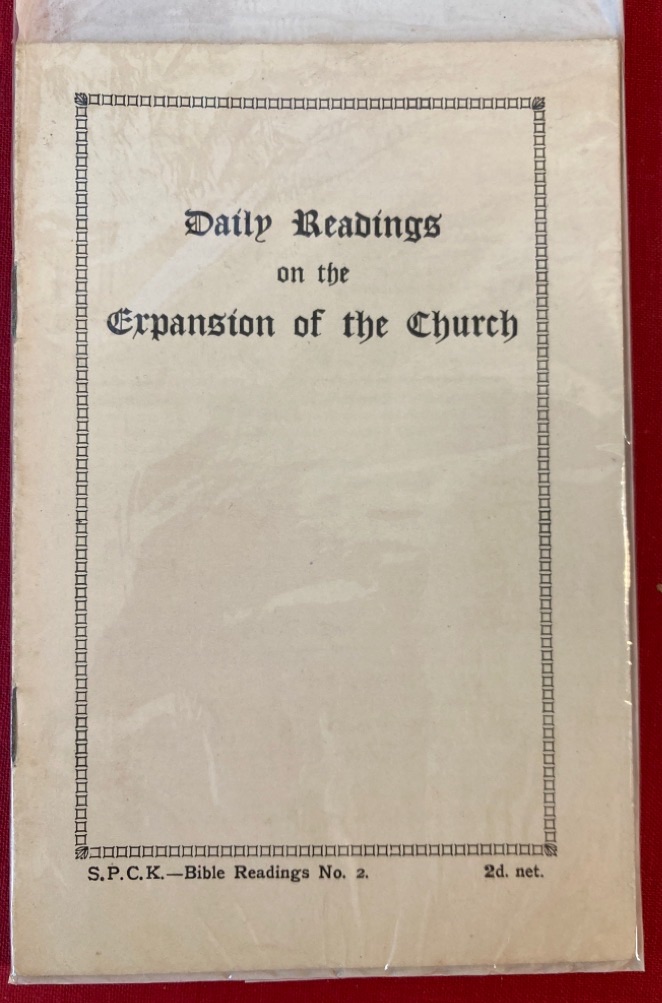 Daily Readings
on the
Expansion of the Church
S.P.C.K.—Bible Readings No. 2. 2d. net.